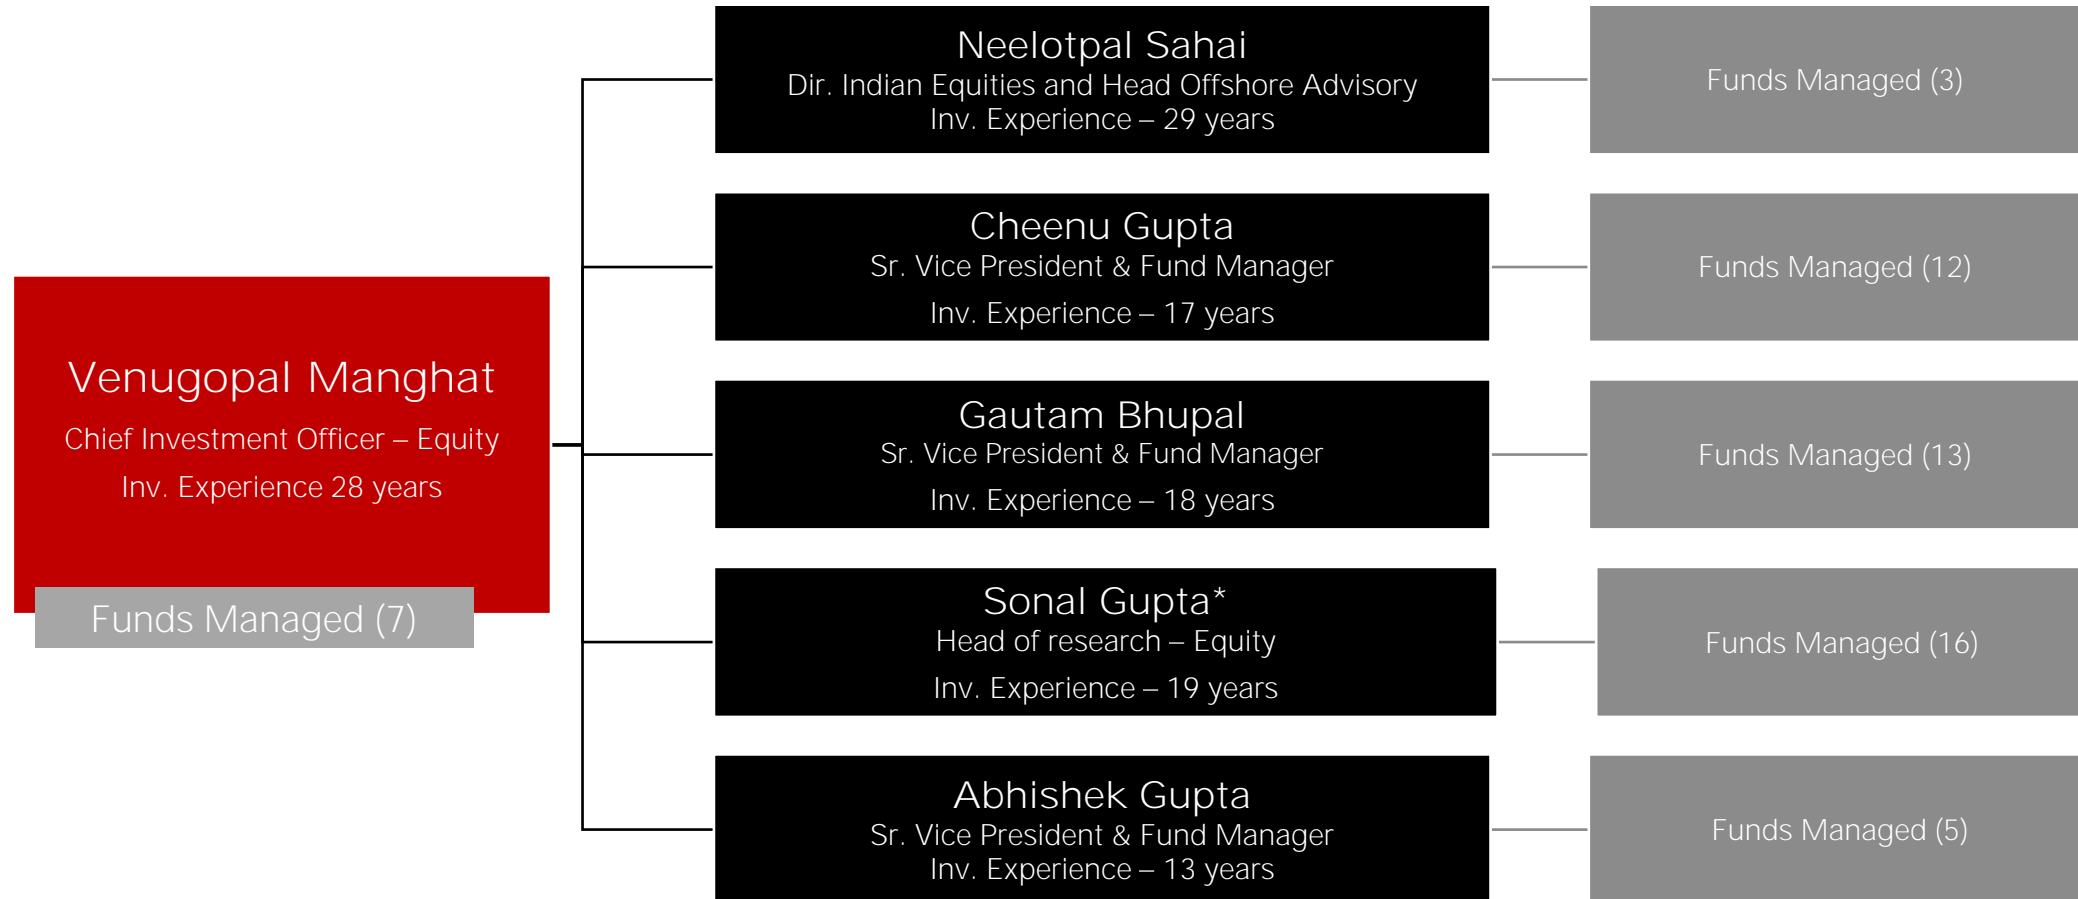 Venugopal Manghat
Chief Investment Officer – Equity
Inv. Experience 28 years
Funds Managed (7)
Neelotpal Sahai
Dir. Indian Equities and Head Offshore Advisory
Inv. Experience – 29 years
Funds Managed (3)
Cheenu Gupta
Sr. Vice President & Fund Manager
Inv. Experience – 17 years
Funds Managed (12)
Gautam Bhupal
Sr. Vice President & Fund Manager
Inv. Experience – 18 years
Funds Managed (13)
Sonal Gupta*
Head of research – Equity
Inv. Experience – 19 years
Funds Managed (16)
Abhishek Gupta
Sr. Vice President & Fund Manager
Inv. Experience – 13 years
Funds Managed (5)